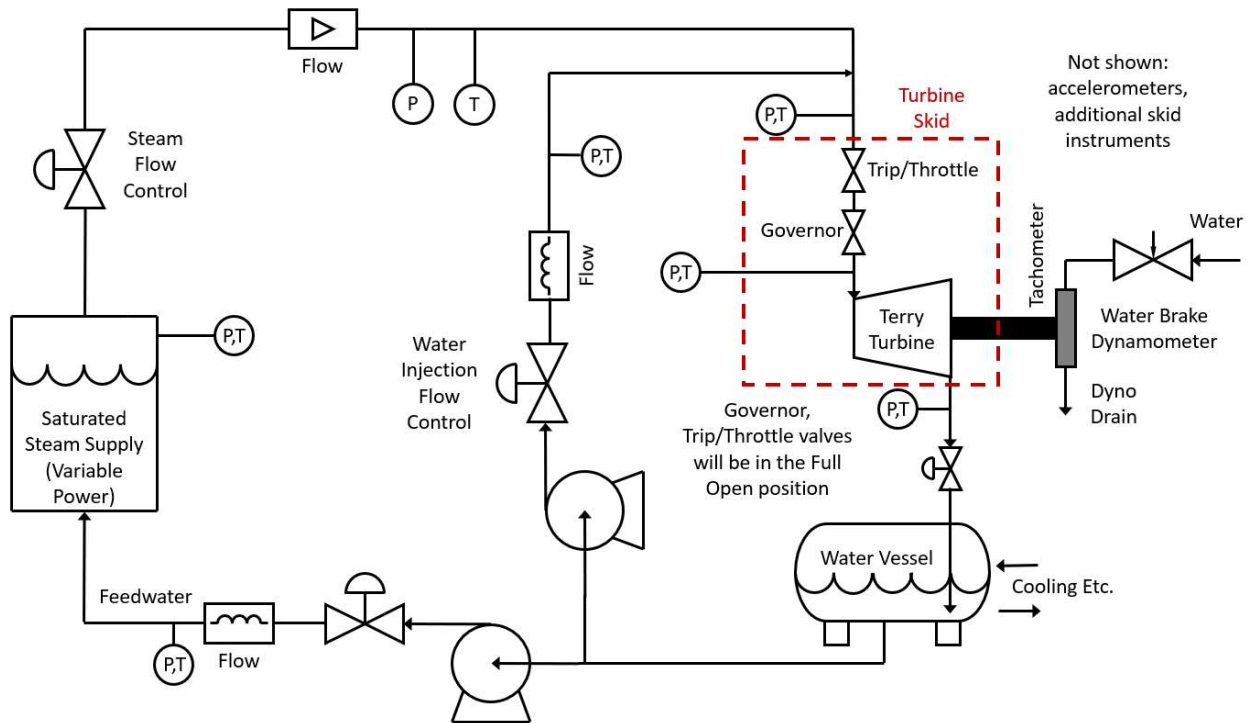 Flow
P
T
Not shown:
accelerometers,
additional skid
instruments
Steam
Flow
Control
P,T
Turbine
Skid
P,T
Trip/Throttle
Governor
Flow
P,T
Tachometer
Water
P,T
Terry
Turbine
Water Brake
Dynamometer
Water
Injection
Flow
Control
Saturated
Steam Supply
(Variable
Power)
P,T
Dyno
Drain
Governor,
Trip/Throttle valves
will be in the Full
Open position
Water Vessel
Cooling Etc.
Feedwater
P,T
Flow